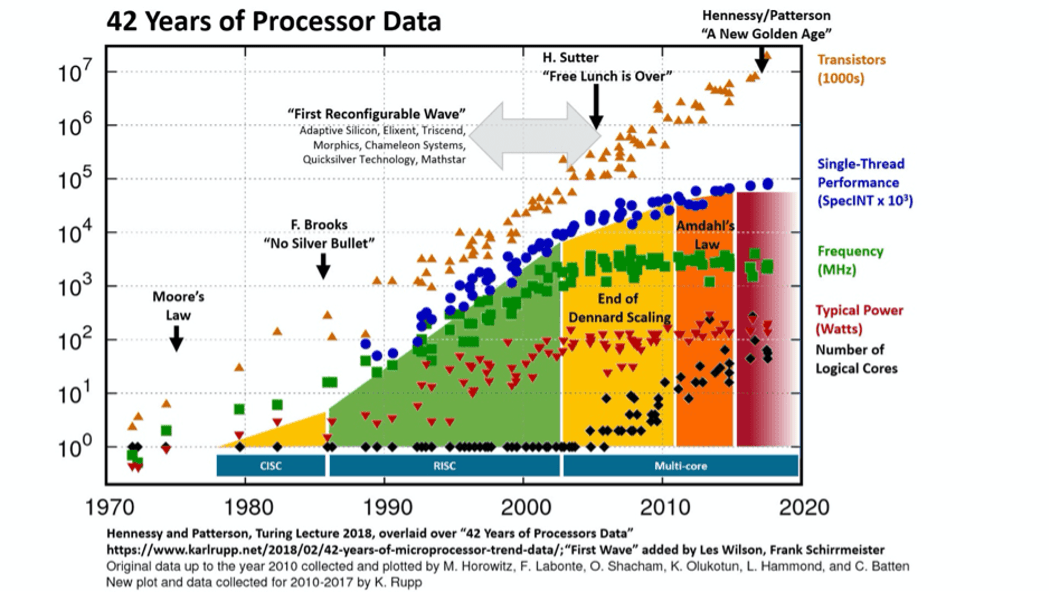 42 Years of Processor Data
Hennessy/Patterson
“A New Golden Age”
H. Sutter
“Free Lunch is Over”
“First Reconfigurable Wave”
Adaptive Silicon, Elixent, Triscend,
Morphics, Chameleon Systems,
Quicksilver Technology, Mathstar
F. Brooks
“No Silver Bullet”
Moore’s
Law
10⁷
10⁶
10⁵
10⁴
10³
10²
10¹
10⁰
Transistors
(1000s)
Single-Thread
Performance
(SpecINT x 10³)
Frequency
(MHz)
Typical Power
(Watts)
Number of
Logical Cores
Amdahl’s
Law
End of
Dennard Scaling
CISC RISC Multi-core
1970 1980 1990 2000 2010 2020
Hennessy and Patterson, Turing Lecture 2018, overlaid over “42 Years of Processors Data”
https://www.karlrupp.net/2018/02/42-years-of-microprocessor-trend-data/;“First Wave” added by Les Wilson, Frank Schirrmeister
Original data up to the year 2010 collected and plotted by M. Horowitz, F. Labonte, O. Shacham, K. Olukotun, L. Hammond, and C. Batten
New plot and data collected for 2010-2017 by K. Rupp